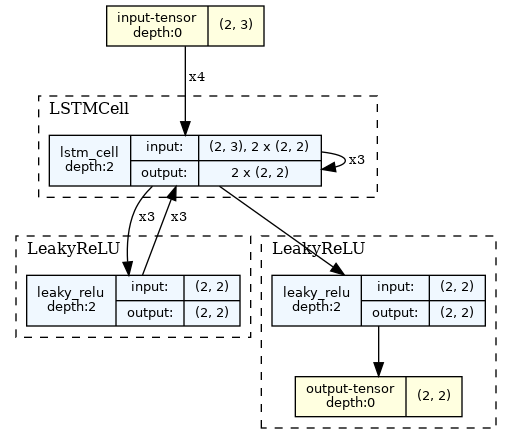 input-tensor
depth:0
(2, 3)
x4
LSTMCell
lstm_cell
depth:2
input:
(2, 3), 2 x (2, 2)
output:
2 x (2, 2)
x3
x3
x3
LeakyReLU
leaky_relu
depth:2
input:
(2, 2)
output:
(2, 2)
LeakyReLU
leaky_relu
depth:2
input:
(2, 2)
output:
(2, 2)
output-tensor
depth:0
(2, 2)